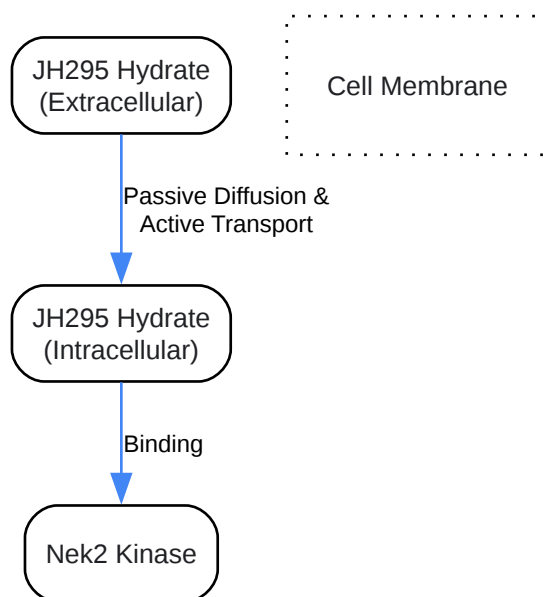 JH295 Hydrate
(Extracellular)
Cell Membrane
Passive Diffusion &
Active Transport
JH295 Hydrate
(Intracellular)
Binding
Nek2 Kinase